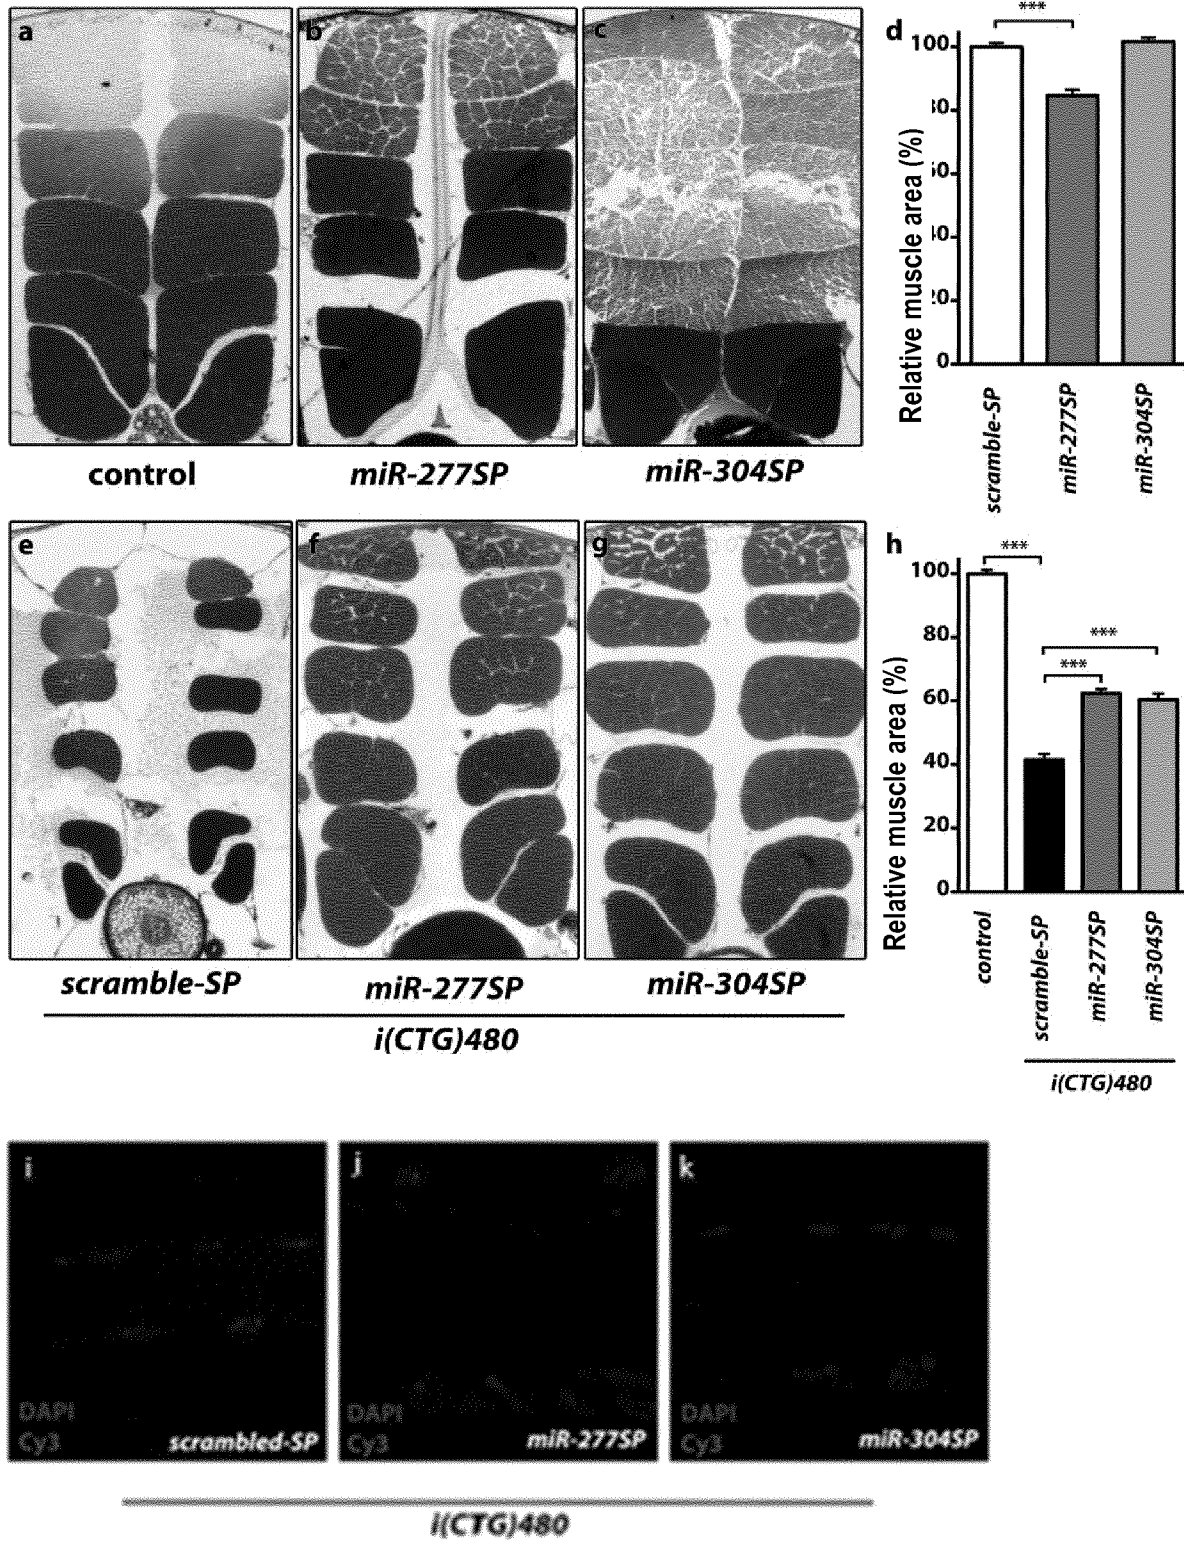 a
b
c
control
miR-277SP
miR-304SP
d
***
Relative muscle area (%)
100
80
60
40
20
0
scramble-SP
miR-277SP
miR-304SP
e
f
g
scramble-SP
miR-277SP
miR-304SP
i(CTG)480
h
***
***
***
Relative muscle area (%)
100
80
60
40
20
0
control
scramble-SP
miR-277SP
miR-304SP
i(CTG)480
i
DAPI
Cy3
scrambled-SP
j
DAPI
Cy3
miR-277SP
k
DAPI
Cy3
miR-304SP
i(CTG)480